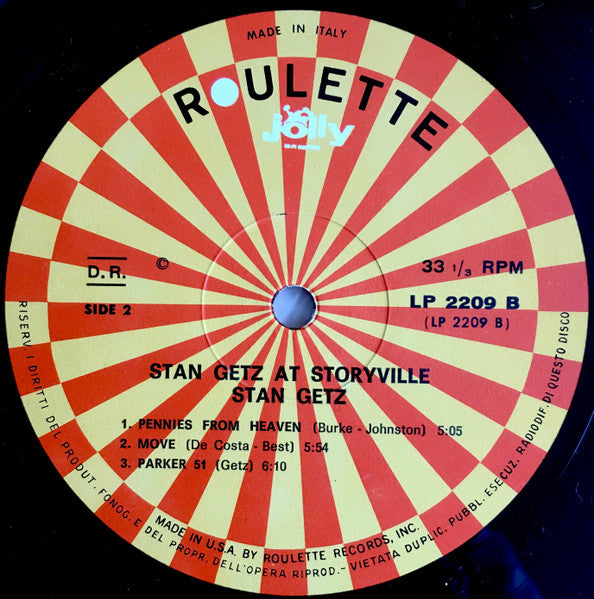 MADE IN ITALY
ROULETTE
jolly
D.R. ©
33 1/3 RPM
SIDE 2
LP 2209 B
(LP 2209 B)
STAN GETZ AT STORYVILLE
STAN GETZ
1. PENNIES FROM HEAVEN (Burke - Johnston) 5:05
2. MOVE (De Costa - Best) 5:54
3. PARKER 51 (Getz) 6:10
MADE IN U.S.A. BY ROULETTE RECORDS, INC.
RISERV. I DIRITTI DEL PRODUT. FONOG. E DEL PROPR. DELL'OPERA RIPROD. - VIETATA DUPLIC. PUBBL. ESECUZ. RADIODIF. DI QUESTO DISCO